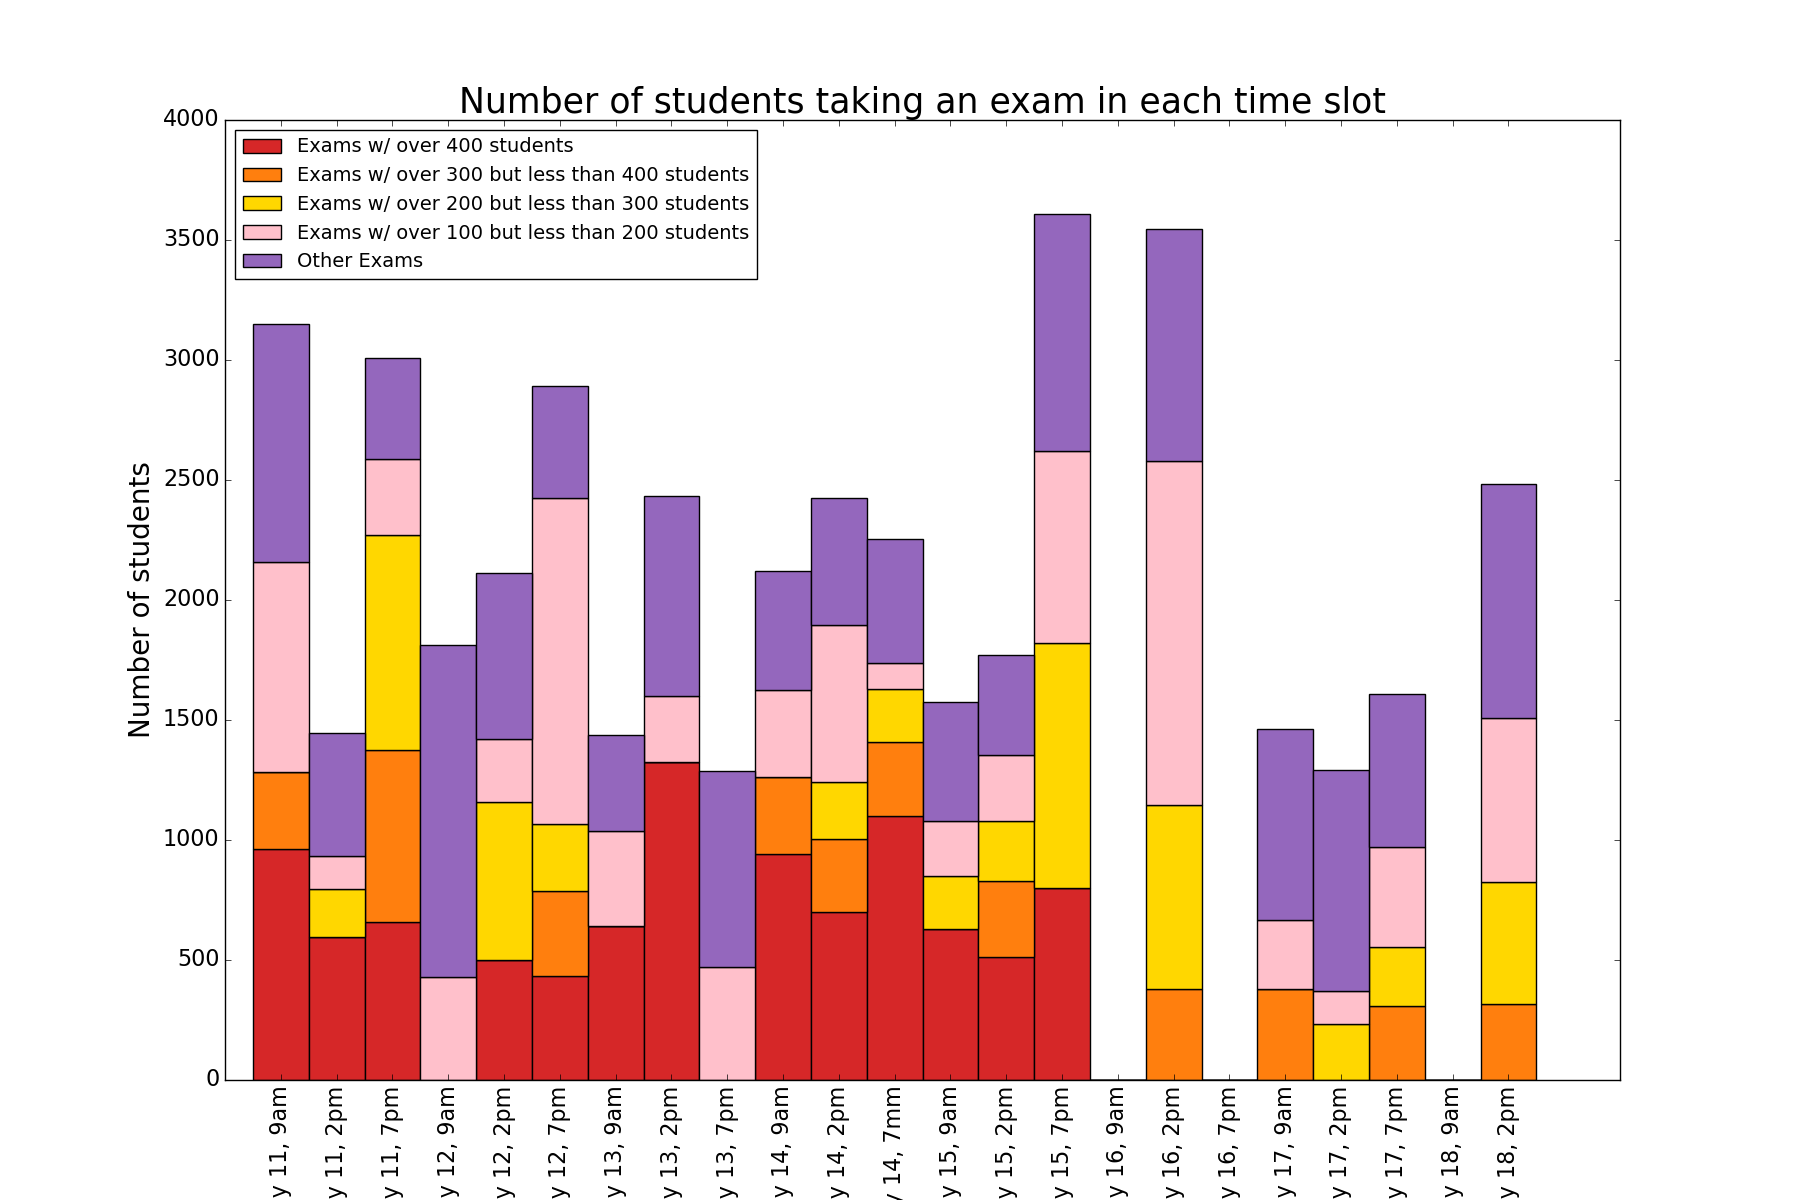 Number of students taking an exam in each time slot
4000
3500
3000
2500
2000
1500
1000
500
0
Number of students
Exams w/ over 400 students
Exams w/ over 300 but less than 400 students
Exams w/ over 200 but less than 300 students
Exams w/ over 100 but less than 200 students
Other Exams
y 11, 9am
y 11, 2pm
y 11, 7pm
y 12, 9am
y 12, 2pm
y 12, 7pm
y 13, 9am
y 13, 2pm
y 13, 7pm
y 14, 9am
y 14, 2pm
y 14, 7mm
y 15, 9am
y 15, 2pm
y 15, 7pm
y 16, 9am
y 16, 2pm
y 16, 7pm
y 17, 9am
y 17, 2pm
y 17, 7pm
y 18, 9am
y 18, 2pm